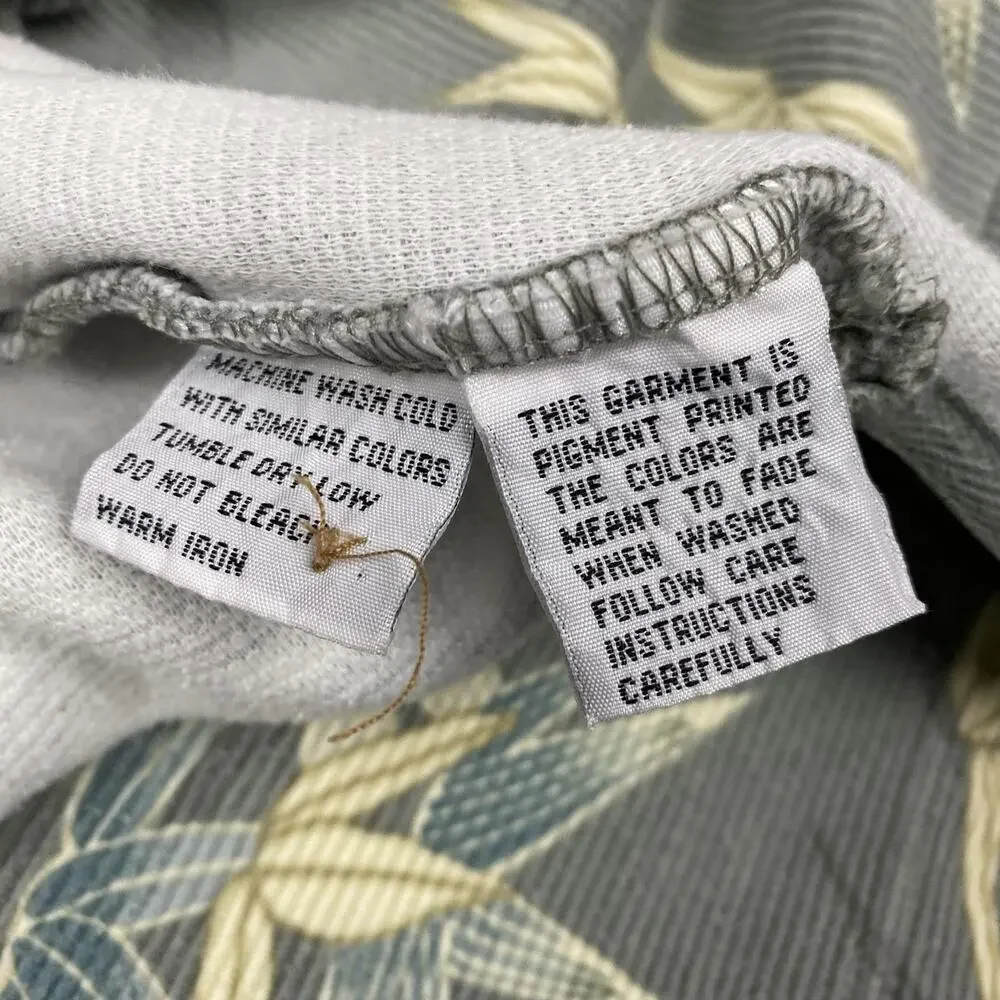 MACHINE WASH COLD
WITH SIMILAR COLORS
TUMBLE DRY LOW
DO NOT BLEACH
WARM IRON
THIS GARMENT IS
PIGMENT PRINTED
THE COLORS ARE
MEANT TO FADE
WHEN WASHED
FOLLOW CARE
INSTRUCTIONS
CAREFULLY